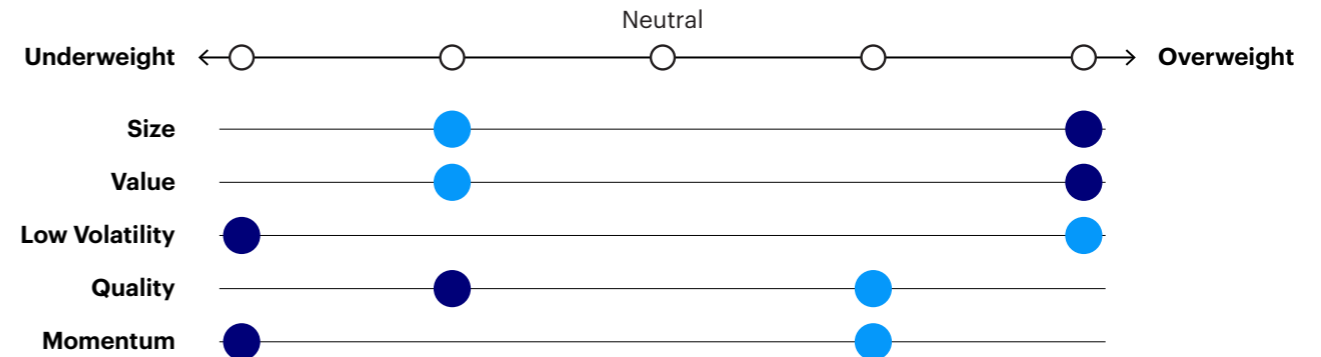 Neutral
Underweight
Overweight
Size
Value
Low Volatility
Quality
Momentum